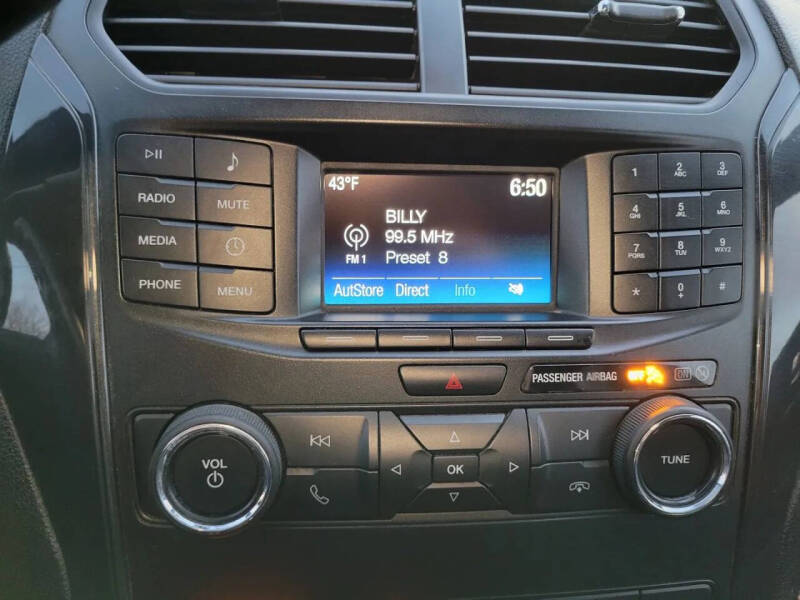 43°F 6:50
BILLY
99.5 MHz
FM 1 Preset 8
AutStore Direct Info
RADIO MUTE
MEDIA
PHONE MENU
1 2 ABC 3 DEF
4 GHI 5 JKL 6 MNO
7 PQRS 8 TUV 9 WXYZ
* 0 + #
PASSENGER AIRBAG OFF ON
VOL
OK
TUNE